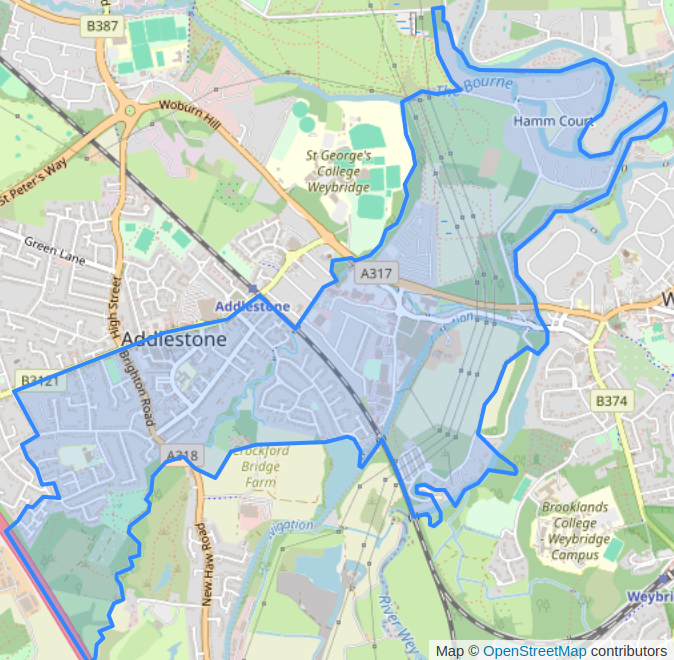 B387
Woburn Hill
The Bourne
Hamm Court
St George's
College
Weybridge
St Peter's Way
Green Lane
A317
Addlestone
High Street
Addlestone
B3121
Brighton Road
B374
A318
Crockford
Bridge
Farm
Brooklands
College
- Weybridge
Campus
New Haw Road
River Wey
Map © OpenStreetMap contributors